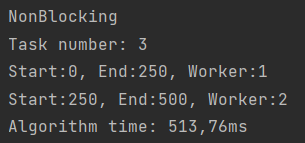 NonBlocking
Task number: 3
Start:0, End:250, Worker:1
Start:250, End:500, Worker:2
Algorithm time: 513,76ms